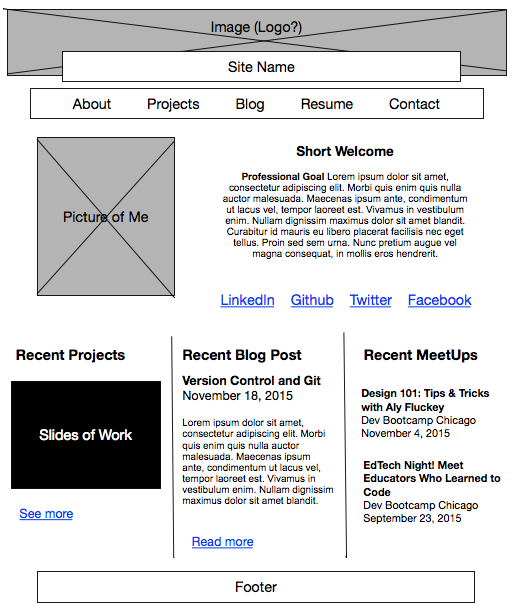 Image (Logo?)
Site Name
About Projects Blog Resume Contact
Picture of Me
Short Welcome
Professional Goal Lorem ipsum dolor sit amet,
consectetur adipiscing elit. Morbi quis enim quis nulla
auctor malesuada. Maecenas ipsum ante, condimentum
ut lacus vel, tempor laoreet est. Vivamus in vestibulum
enim. Nullam dignissim maximus dolor sit amet blandit.
Curabitur id mauris eu libero placerat facilisis nec eget
tellus. Proin sed sem urna. Nunc pretium augue vel
magna consequat, in mollis eros hendrerit.
LinkedIn Github Twitter Facebook
Recent Projects
Slides of Work
See more
Recent Blog Post
Version Control and Git
November 18, 2015
Lorem ipsum dolor sit amet,
consectetur adipiscing elit. Morbi
quis enim quis nulla auctor
malesuada. Maecenas ipsum
ante, condimentum ut lacus vel,
tempor laoreet est. Vivamus in
vestibulum enim. Nullam dignissim
maximus dolor sit amet blandit.
Read more
Recent MeetUps
Design 101: Tips & Tricks
with Aly Fluckey
Dev Bootcamp Chicago
November 4, 2015
EdTech Night! Meet
Educators Who Learned to
Code
Dev Bootcamp Chicago
September 23, 2015
Footer